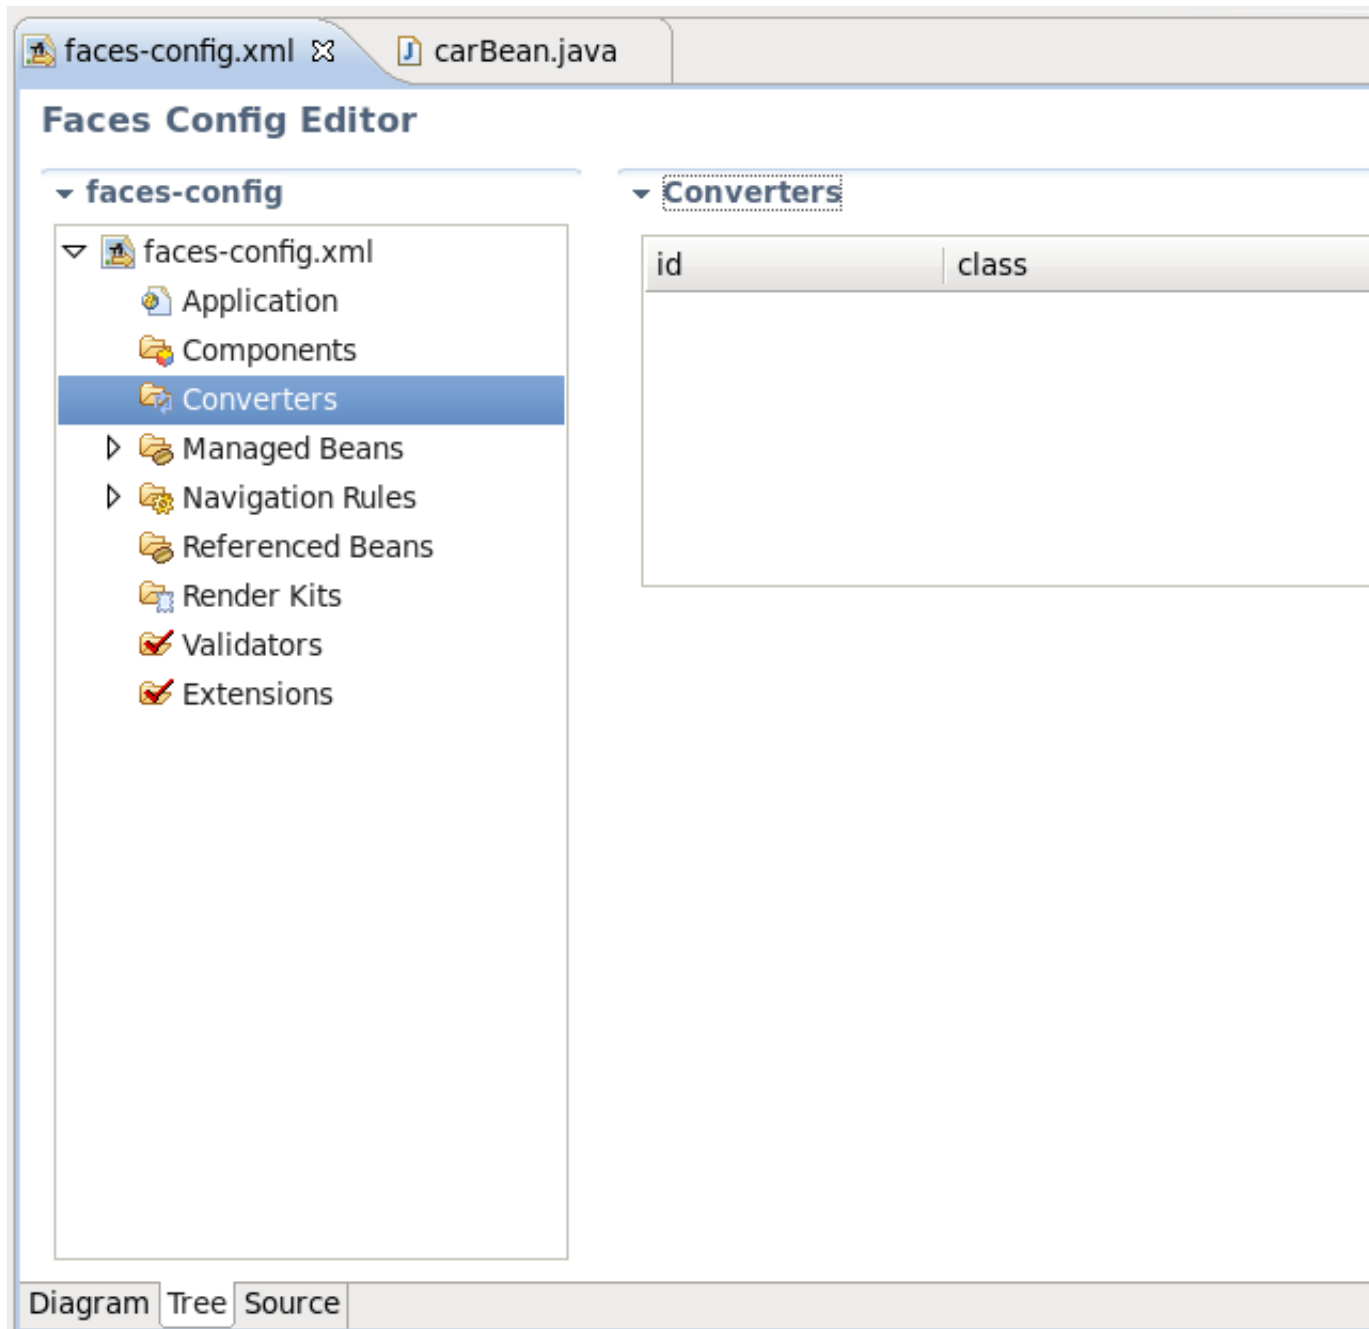 faces-config.xml carBean.java
Faces Config Editor
faces-config
faces-config.xml
Application
Components
Converters
Managed Beans
Navigation Rules
Referenced Beans
Render Kits
Validators
Extensions
Converters
id class
Diagram Tree Source